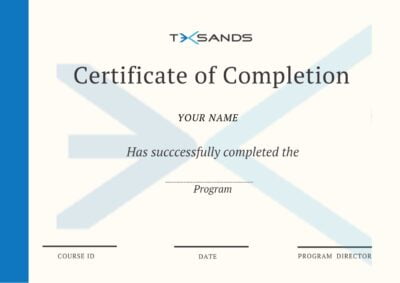 TEXSANDS
Certificate of Completion
YOUR NAME
Has succcessfully completed the
Program
COURSE ID
DATE
PROGRAM DIRECTOR